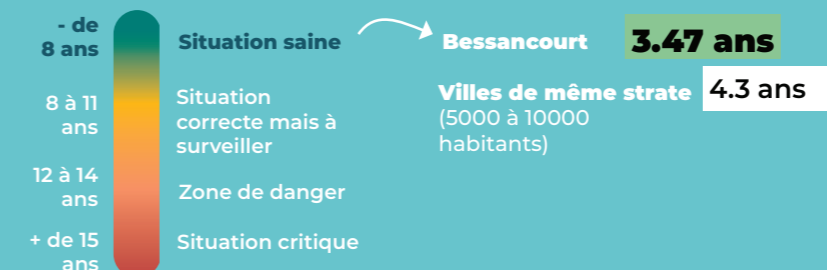 - de
8 ans
Situation saine
Bessancourt
3.47 ans
Villes de même strate
4.3 ans
(5000 à 10000
habitants)
8 à 11
ans
Situation
correcte mais à
surveiller
12 à 14
ans
Zone de danger
+ de 15
ans
Situation critique